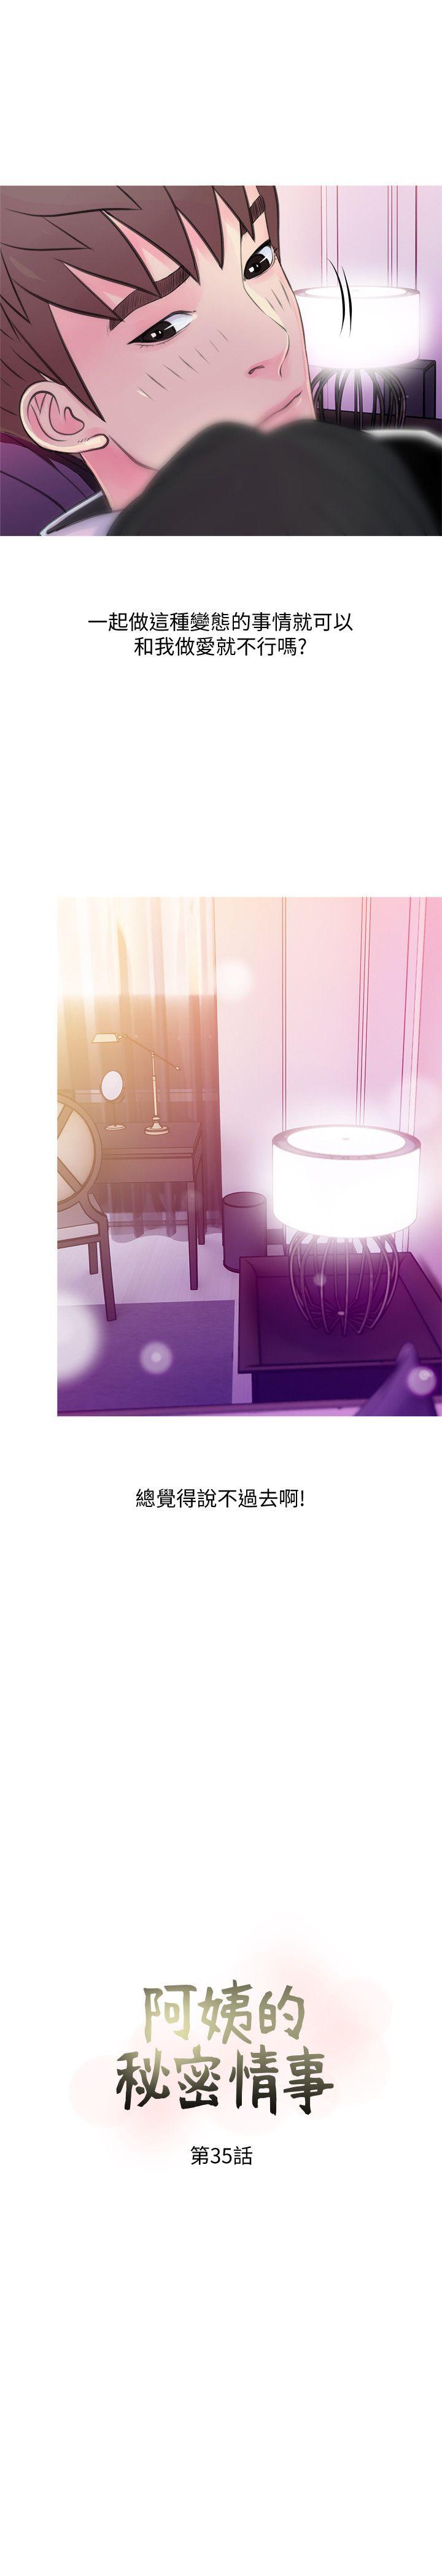 一起做這種變態的事情就可以
和我做愛就不行嗎?
總覺得說不過去啊!
阿姨的
秘密情事
第35話